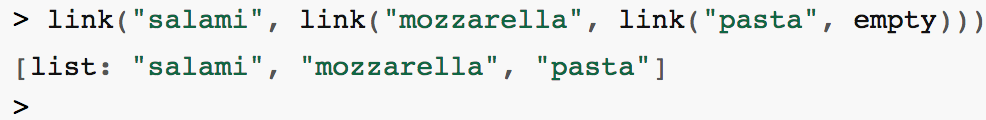 > link("salami", link("mozzarella", link("pasta", empty)))
[list: "salami", "mozzarella", "pasta"]
>